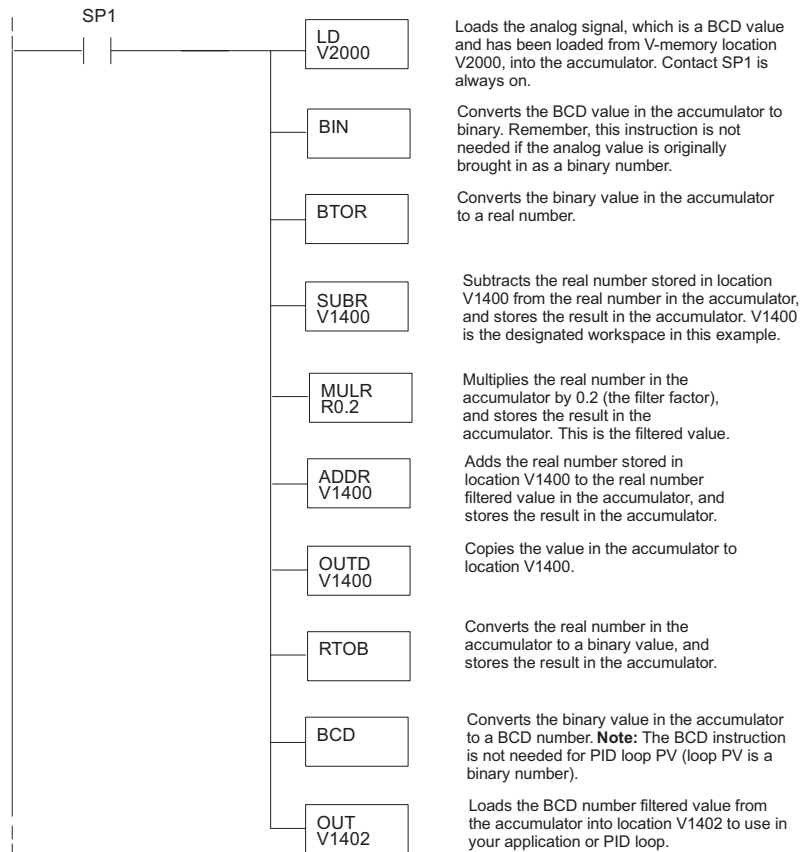 SP1
LD
V2000
Loads the analog signal, which is a BCD value
and has been loaded from V-memory location
V2000, into the accumulator. Contact SP1 is
always on.
BIN
Converts the BCD value in the accumulator to
binary. Remember, this instruction is not
needed if the analog value is originally
brought in as a binary number.
BTOR
Converts the binary value in the accumulator
to a real number.
SUBR
V1400
Subtracts the real number stored in location
V1400 from the real number in the accumulator,
and stores the result in the accumulator. V1400
is the designated workspace in this example.
MULR
R0.2
Multiplies the real number in the
accumulator by 0.2 (the filter factor),
and stores the result in the
accumulator. This is the filtered value.
ADDR
V1400
Adds the real number stored in
location V1400 to the real number
filtered value in the accumulator, and
stores the result in the accumulator.
OUTD
V1400
Copies the value in the accumulator to
location V1400.
RTOB
Converts the real number in the
accumulator to a binary value, and
stores the result in the accumulator.
BCD
Converts the binary value in the accumulator
to a BCD number. Note: The BCD instruction
is not needed for PID loop PV (loop PV is a
binary number).
OUT
V1402
Loads the BCD number filtered value from
the accumulator into location V1402 to use in
your application or PID loop.